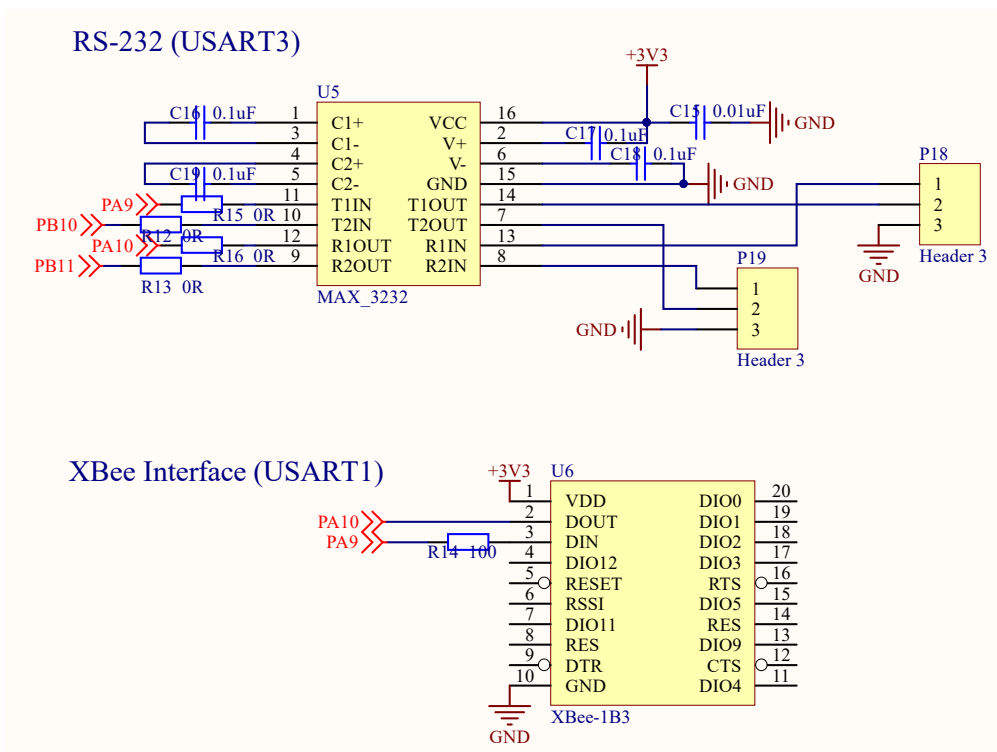 RS-232 (USART3)
+3V3
U5
C16 0.1uF 1 C1+ VCC 16 C15 0.01uF GND
3 C1- V+ 2 C17 0.1uF
4 C2+ V- 6 C18 0.1uF P18
C19 0.1uF 5 C2- GND 15 GND 1
PA9 11 T1IN T1OUT 14 2
PB10 R15 0R 10 T2IN T2OUT 7 3
PA10 R12 0R 12 R1OUT R1IN 13 Header 3
PB11 R16 0R 9 R2OUT R2IN 8 P19 GND
R13 0R MAX_3232 1
2
GND 3
Header 3
XBee Interface (USART1)
+3V3 U6
1 VDD DIO0 20
PA10 2 DOUT DIO1 19
PA9 3 DIN DIO2 18
R14 100 4 DIO12 DIO3 17
5 RESET RTS 16
6 RSSI DIO5 15
7 DIO11 RES 14
8 RES DIO9 13
9 DTR CTS 12
10 GND DIO4 11
XBee-1B3
GND